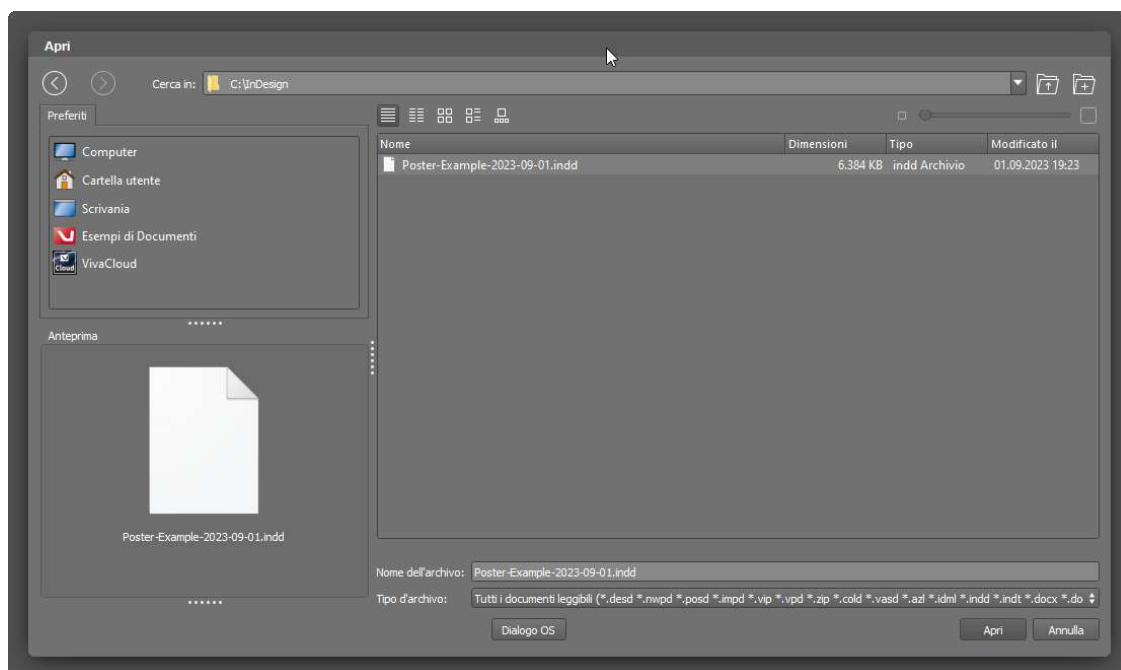 Apri
Cerca in: C:\InDesign
Preferiti
Computer
Cartella utente
Scrivania
Esempi di Documenti
Cloud VivaCloud
Nome Dimensioni Tipo Modificato il
Poster-Example-2023-09-01.indd 6.384 KB indd Archivio 01.09.2023 19:23
Anteprima
Poster-Example-2023-09-01.indd
Nome dell'archivio: Poster-Example-2023-09-01.indd
Tipo d'archivio: Tutti i documenti leggibili (*.desd *.nwpd *.posd *.impd *.vip *.vpd *.zip *.cold *.vasd *.azl *.idml *.indd *.indt *.docx *.do
Dialogo OS Apri Annulla